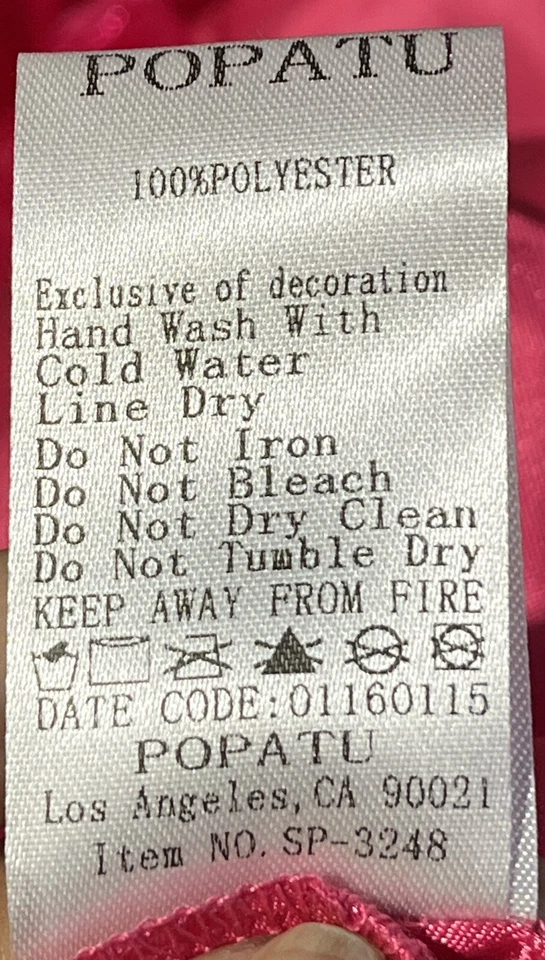 POPATU
100%POLYESTER
Exclusive of decoration
Hand Wash With
Cold Water
Line Dry
Do Not Iron
Do Not Bleach
Do Not Dry Clean
Do Not Tumble Dry
KEEP AWAY FROM FIRE
DATE CODE:01160115
POPATU
Los Angeles, CA 90021
Item NO. SP-3248